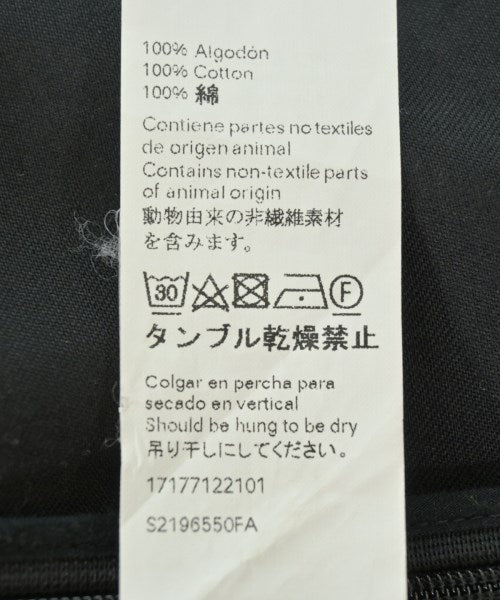 100% Algodón
100% Cotton
100% 綿
Contiene partes no textiles
de origen animal
Contains non-textile parts
of animal origin
動物由来の非繊維素材
を含みます。
30 F
タンブル乾燥禁止
Colgar en percha para
secado en vertical
Should be hung to be dry
吊り干しにしてください。
17177122101
S2196550FA